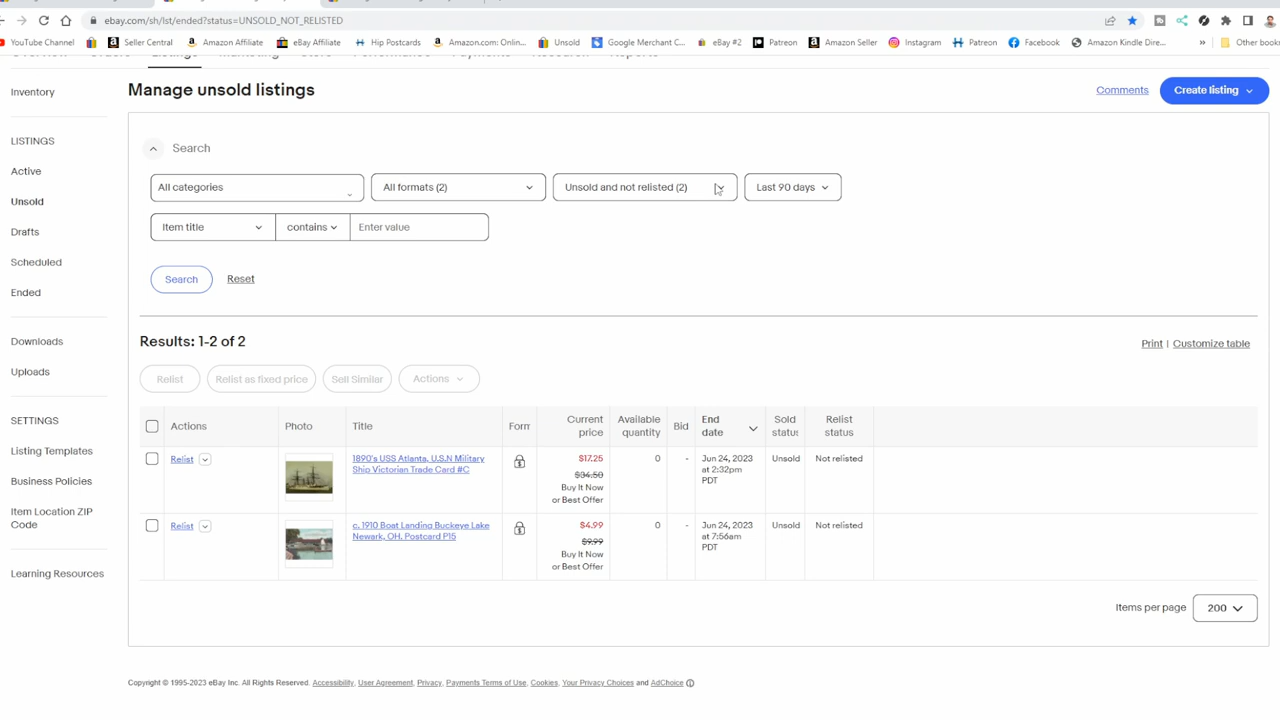 ebay.com/sh/lst/ended?status=UNSOLD_NOT_RELISTED
YouTube Channel
Seller Central
Amazon Affiliate
eBay Affiliate
Hip Postcards
Amazon.com: Onlin...
Unsold
Google Merchant C...
eBay #2
Patreon
Amazon Seller
Instagram
Patreon
Facebook
Amazon Kindle Dire...
»
Other book
Inventory
LISTINGS
Active
Unsold
Drafts
Scheduled
Ended
Downloads
Uploads
SETTINGS
Listing Templates
Business Policies
Item Location ZIP
Code
Learning Resources
Manage unsold listings
Comments
Create listing
Search
All categories
All formats (2)
Unsold and not relisted (2)
Last 90 days
Item title
contains
Enter value
Search
Reset
Results: 1-2 of 2
Print | Customize table
Relist
Relist as fixed price
Sell Similar
Actions
Actions
Photo
Title
Form
Current
price
Available
quantity
Bid
End
date
Sold
status
Relist
status
Relist
1890's USS Atlanta, U.S.N Military
Ship Victorian Trade Card #C
$17.25
$34.50
Buy It Now
or Best Offer
0
-
Jun 24, 2023
at 2:32pm
PDT
Unsold
Not relisted
Relist
c. 1910 Boat Landing Buckeye Lake
Newark, OH. Postcard P15
$4.99
$9.99
Buy It Now
or Best Offer
0
-
Jun 24, 2023
at 7:56am
PDT
Unsold
Not relisted
Items per page
200
Copyright © 1995-2023 eBay Inc. All Rights Reserved. Accessibility, User Agreement, Privacy, Payments Terms of Use, Cookies, Your Privacy Choices and AdChoice